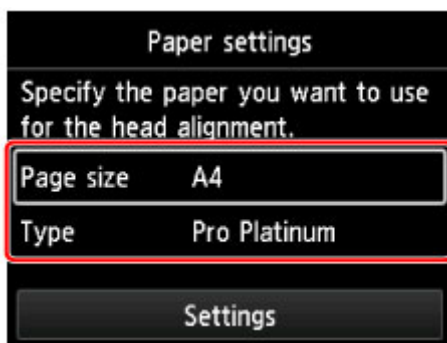 Paper settings
Specify the paper you want to use
for the head alignment.
Page size A4
Type Pro Platinum
Settings